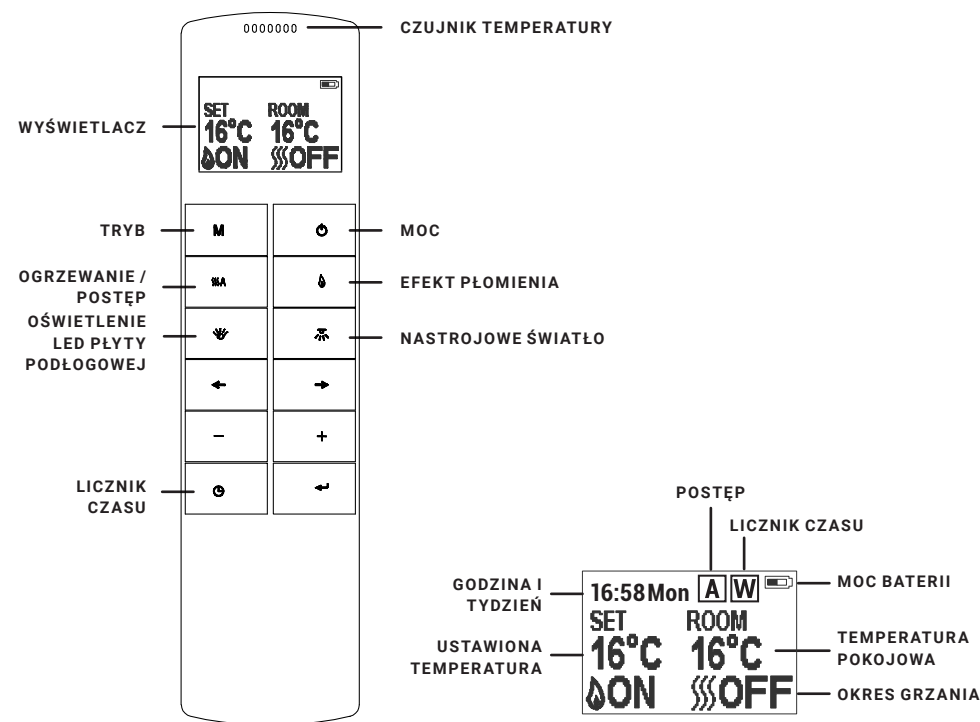 0000000
CZUJNIK TEMPERATURY
WYŚWIETLACZ
SET ROOM
16°C 16°C
ON OFF
TRYB
M
MOC
OGRZEWANIE /
POSTĘP
A
EFEKT PŁOMIENIA
OŚWIETLENIE
LED PŁYTY
PODŁOGOWEJ
NASTROJOWE ŚWIATŁO
− +
LICZNIK
CZASU
POSTĘP
LICZNIK CZASU
GODZINA I
TYDZIEŃ
16:58Mon A W
MOC BATERII
SET ROOM
USTAWIONA
TEMPERATURA
16°C 16°C
TEMPERATURA
POKOJOWA
ON OFF
OKRES GRZANIA